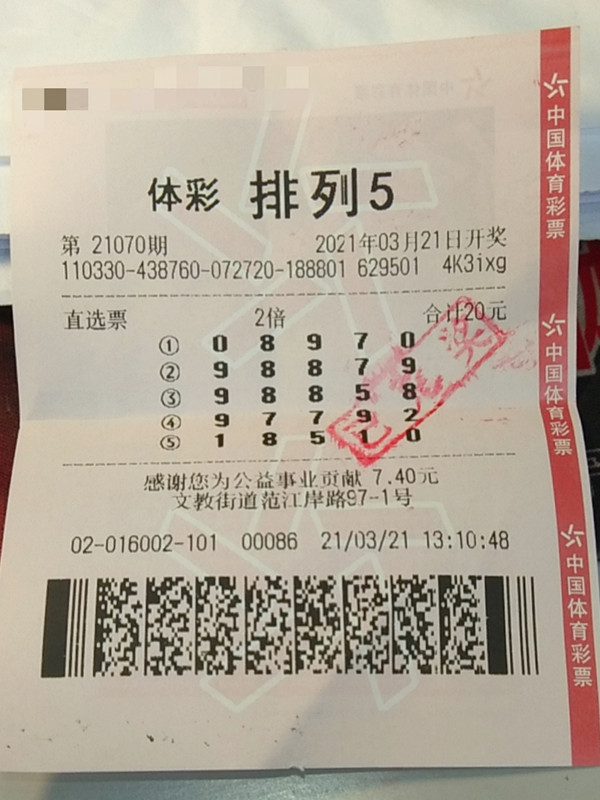 体彩 排列5
第 21070期 2021年03月21日开奖
110330-438760-072720-188801 629501 4K3ixg
直选票 2倍 合计20元
① 0 8 9 7 0
② 9 8 8 7 9
③ 9 8 8 5 8
④ 9 7 7 9 2
⑤ 1 8 5 1 0
感谢您为公益事业贡献 7.40元
文教街道范江岸路97-1号
02-016002-101 00086 21/03/21 13:10:48
中国体育彩票
中国体育彩票
中国体育彩票